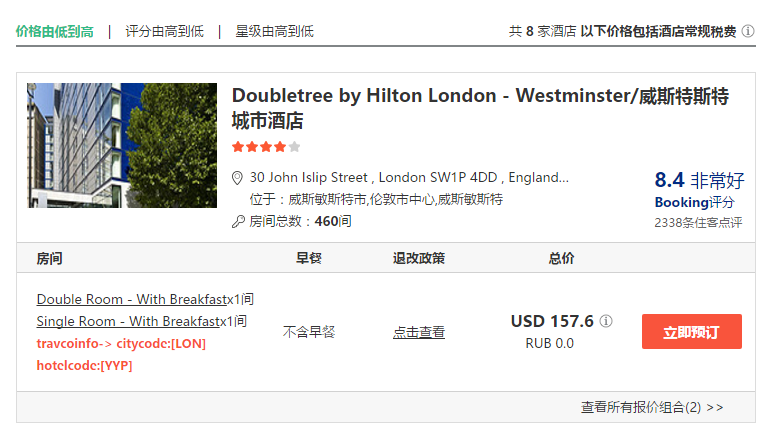 价格由低到高 | 评分由高到低 | 星级由高到低 共 8 家酒店 以下价格包括酒店常规税费
Doubletree by Hilton London - Westminster/威斯特斯特
城市酒店
30 John Islip Street , London SW1P 4DD , England...
位于：威斯敏斯特市,伦敦市中心,威斯敏斯特
房间总数：460间
8.4 非常好
Booking评分
2338条住客点评
房间 早餐 退改政策 总价
Double Room - With Breakfastx1间
Single Room - With Breakfastx1间
travcoinfo-> citycode:[LON]
hotelcode:[YYP]
不含早餐
点击查看
USD 157.6
RUB 0.0
立即预订
查看所有报价组合(2) >>